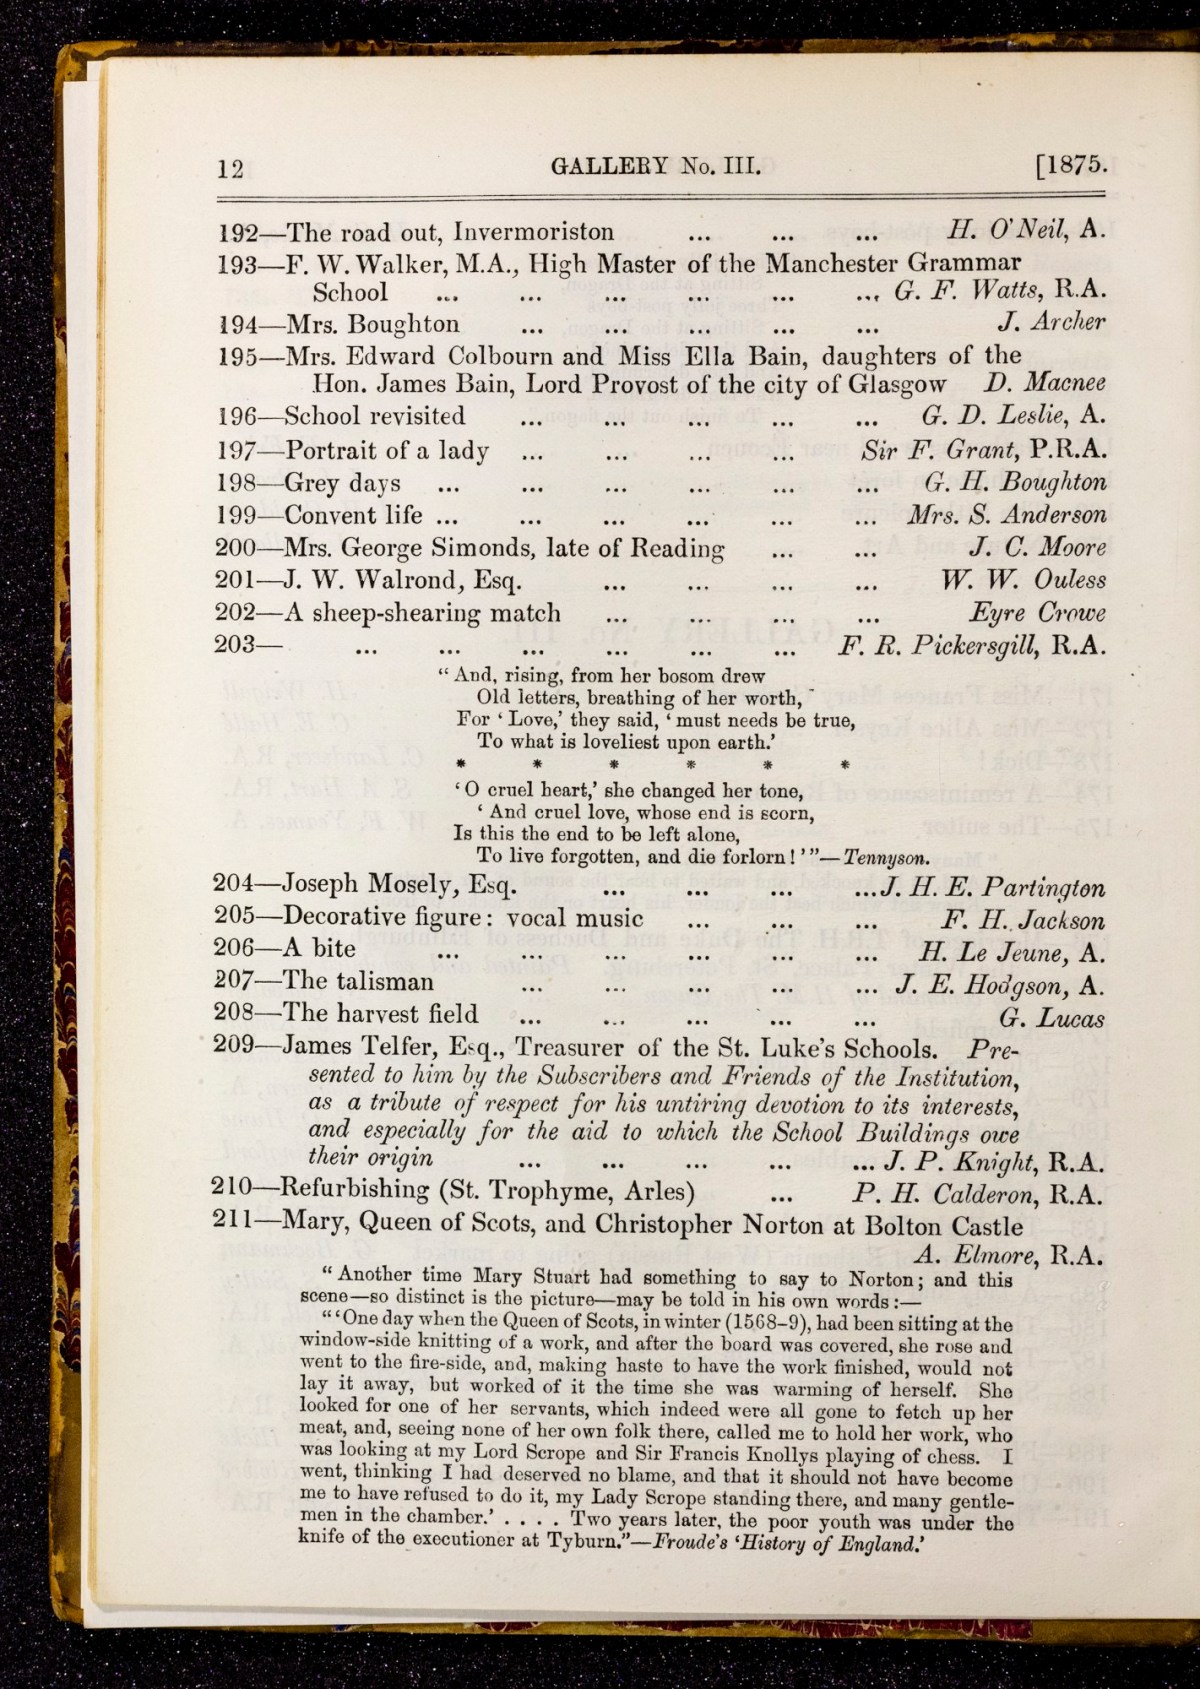 12 GALLERY No. III. [1875.
192—The road out, Invermoriston ... ... ... H. O'Neil, A.
193—F. W. Walker, M.A., High Master of the Manchester Grammar
School ... ... ... ... ... ... G. F. Watts, R.A.
194—Mrs. Boughton ... ... ... ... ... J. Archer
195—Mrs. Edward Colbourn and Miss Ella Bain, daughters of the
Hon. James Bain, Lord Provost of the city of Glasgow D. Macnee
196—School revisited ... ... ... ... ... G. D. Leslie, A.
197—Portrait of a lady ... ... ... ... Sir F. Grant, P.R.A.
198—Grey days ... ... ... ... ... ... G. H. Boughton
199—Convent life ... ... ... ... ... ... Mrs. S. Anderson
200—Mrs. George Simonds, late of Reading ... ... J. C. Moore
201—J. W. Walrond, Esq. ... ... ... ... W. W. Ouless
202—A sheep-shearing match ... ... ... ... Eyre Crowe
203— ... ... ... ... ... ... F. R. Pickersgill, R.A.
“And, rising, from her bosom drew
Old letters, breathing of her worth,
For ‘Love,’ they said, ‘must needs be true,
To what is loveliest upon earth.’
* * * * * *
‘O cruel heart,’ she changed her tone,
‘And cruel love, whose end is scorn,
Is this the end to be left alone,
To live forgotten, and die forlorn!’”—Tennyson.
204—Joseph Mosely, Esq. ... ... ... ... J. H. E. Partington
205—Decorative figure: vocal music ... ... ... F. H. Jackson
206—A bite ... ... ... ... ... ... H. Le Jeune, A.
207—The talisman ... ... ... ... ... J. E. Hodgson, A.
208—The harvest field ... ... ... ... ... G. Lucas
209—James Telfer, Esq., Treasurer of the St. Luke's Schools. Pre-
sented to him by the Subscribers and Friends of the Institution,
as a tribute of respect for his untiring devotion to its interests,
and especially for the aid to which the School Buildings owe
their origin ... ... ... ... ... J. P. Knight, R.A.
210—Refurbishing (St. Trophyme, Arles) ... P. H. Calderon, R.A.
211—Mary, Queen of Scots, and Christopher Norton at Bolton Castle
A. Elmore, R.A.
“Another time Mary Stuart had something to say to Norton; and this
scene—so distinct is the picture—may be told in his own words:—
“‘One day when the Queen of Scots, in winter (1568–9), had been sitting at the
window-side knitting of a work, and after the board was covered, she rose and
went to the fire-side, and, making haste to have the work finished, would not
lay it away, but worked of it the time she was warming of herself. She
looked for one of her servants, which indeed were all gone to fetch up her
meat, and, seeing none of her own folk there, called me to hold her work, who
was looking at my Lord Scrope and Sir Francis Knollys playing of chess. I
went, thinking I had deserved no blame, and that it should not have become
me to have refused to do it, my Lady Scrope standing there, and many gentle-
men in the chamber.’ . . . . Two years later, the poor youth was under the
knife of the executioner at Tyburn.”—Froude's ‘History of England.’